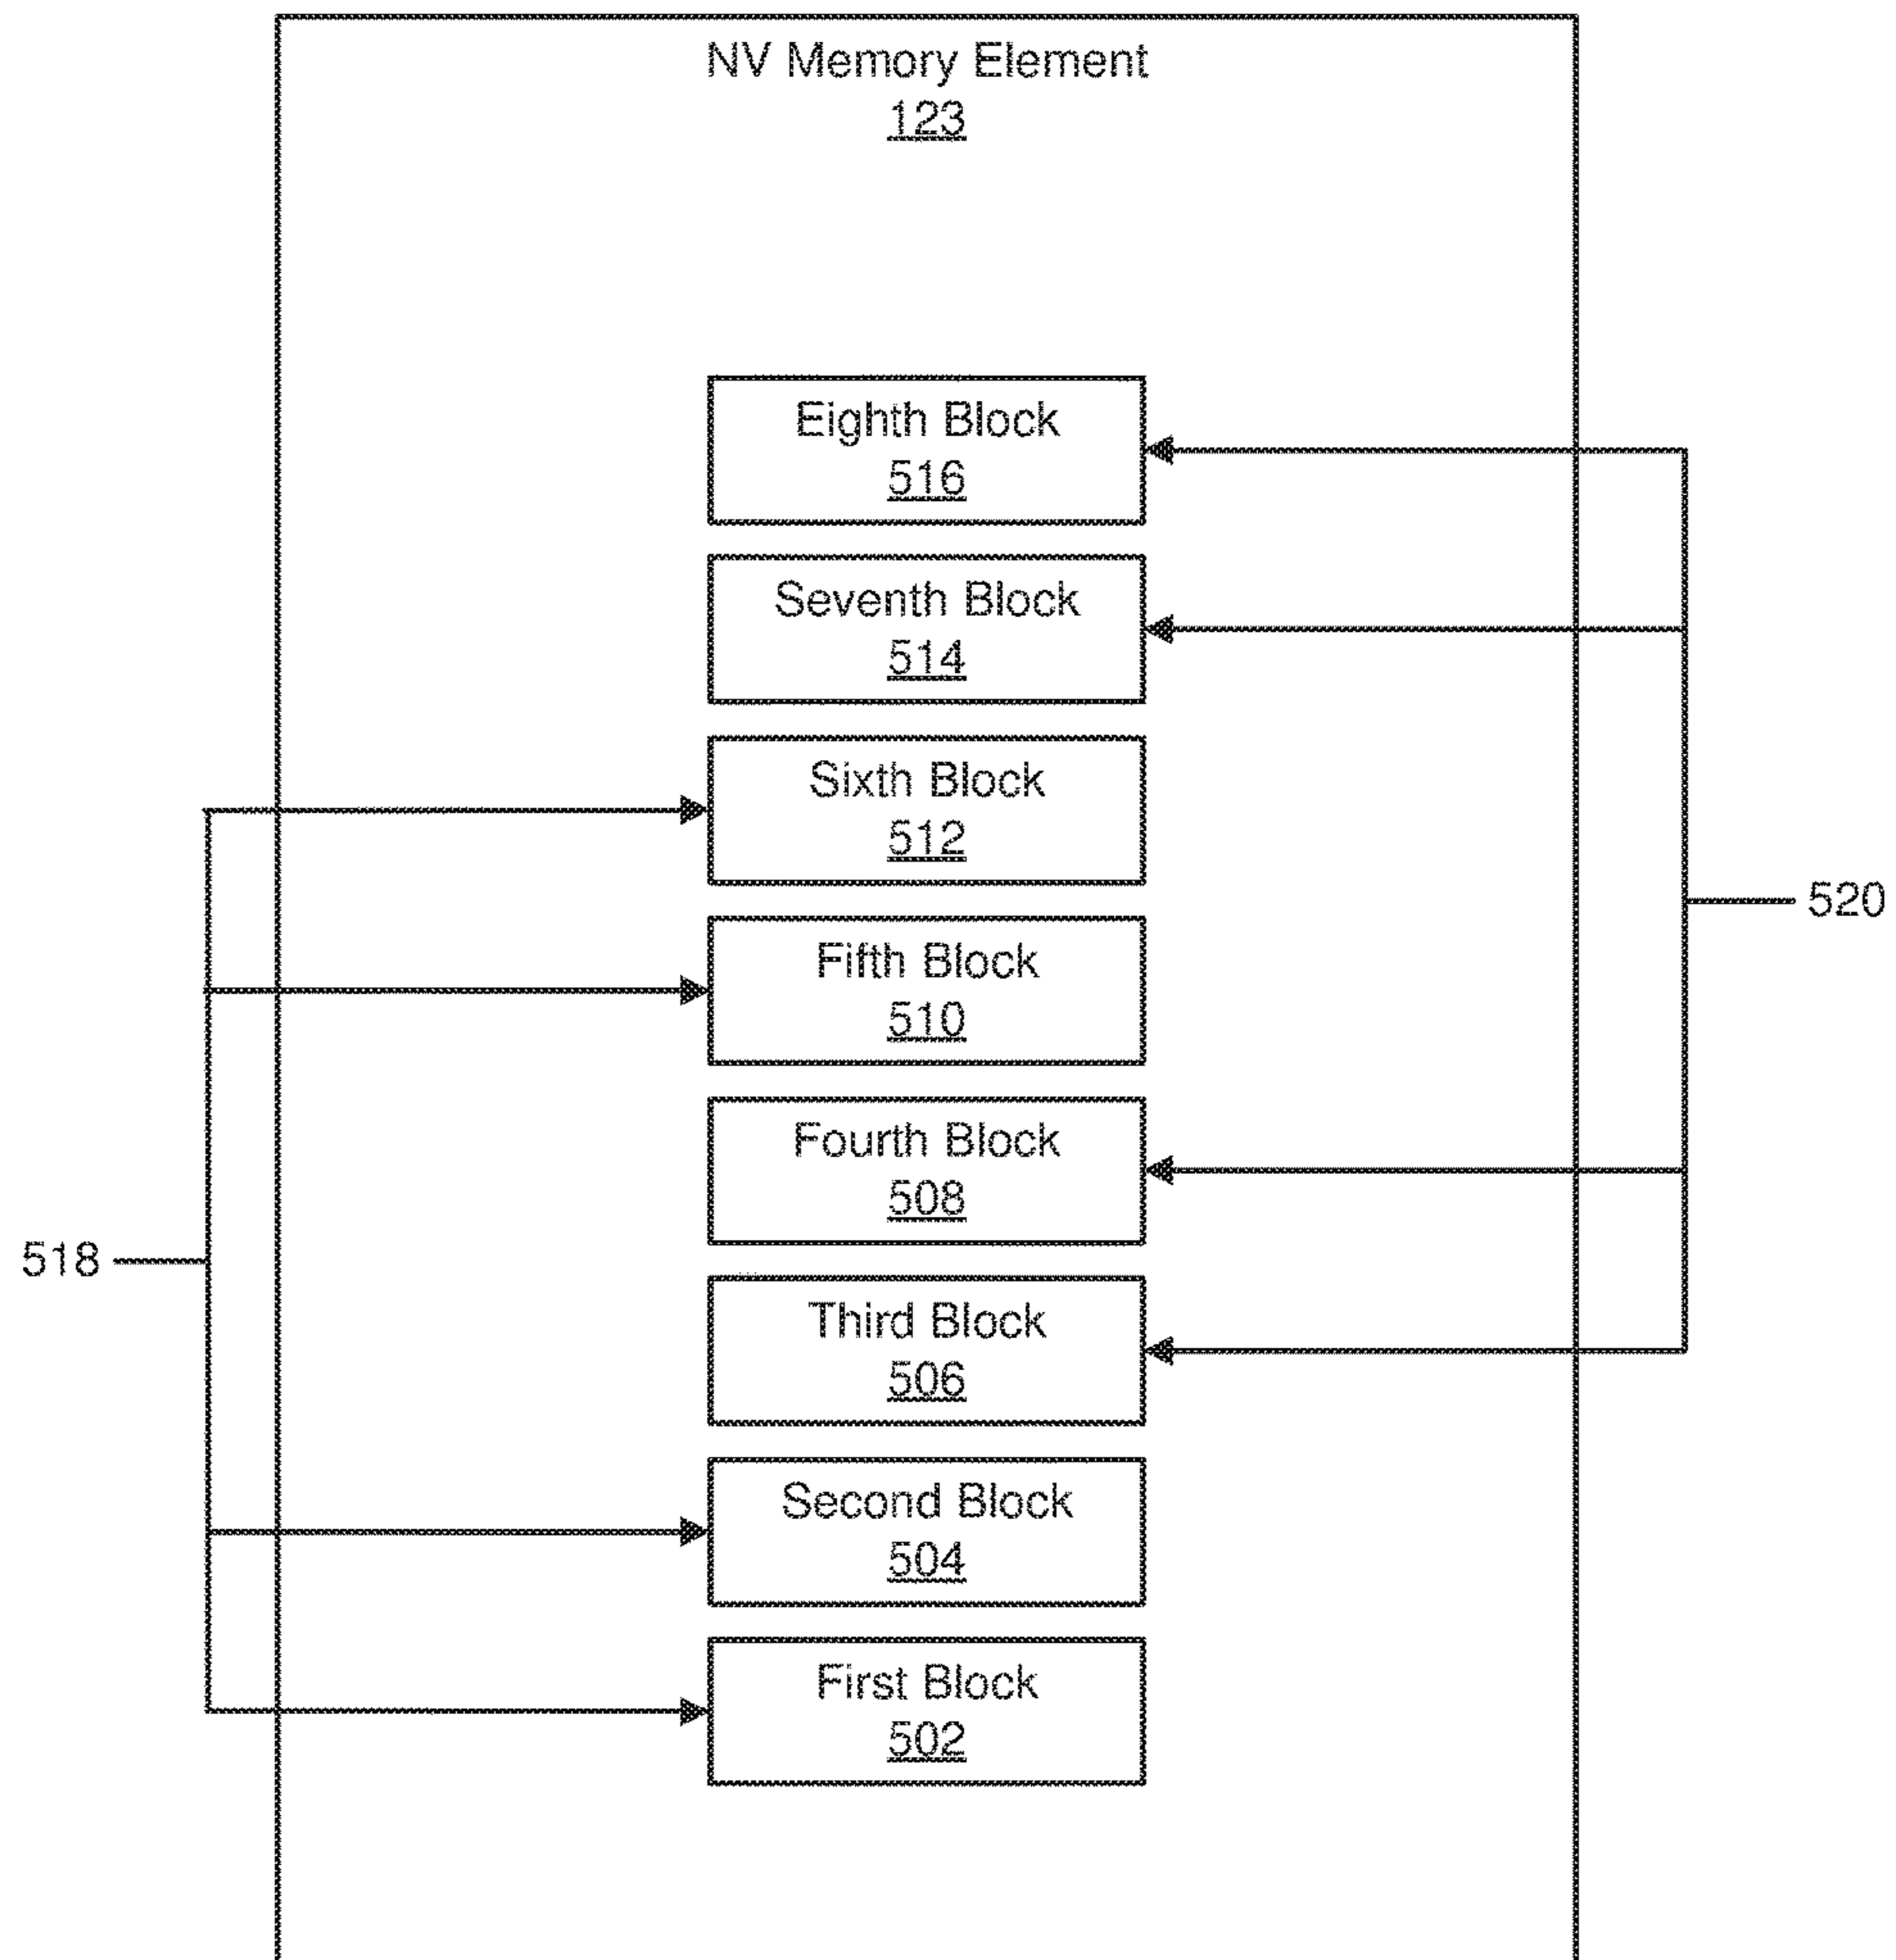 NV Memory Element
123
Eighth Block
516
Seventh Block
514
Sixth Block
512
Fifth Block
510
520
Fourth Block
508
518
Third Block
506
Second Block
504
First Block
502